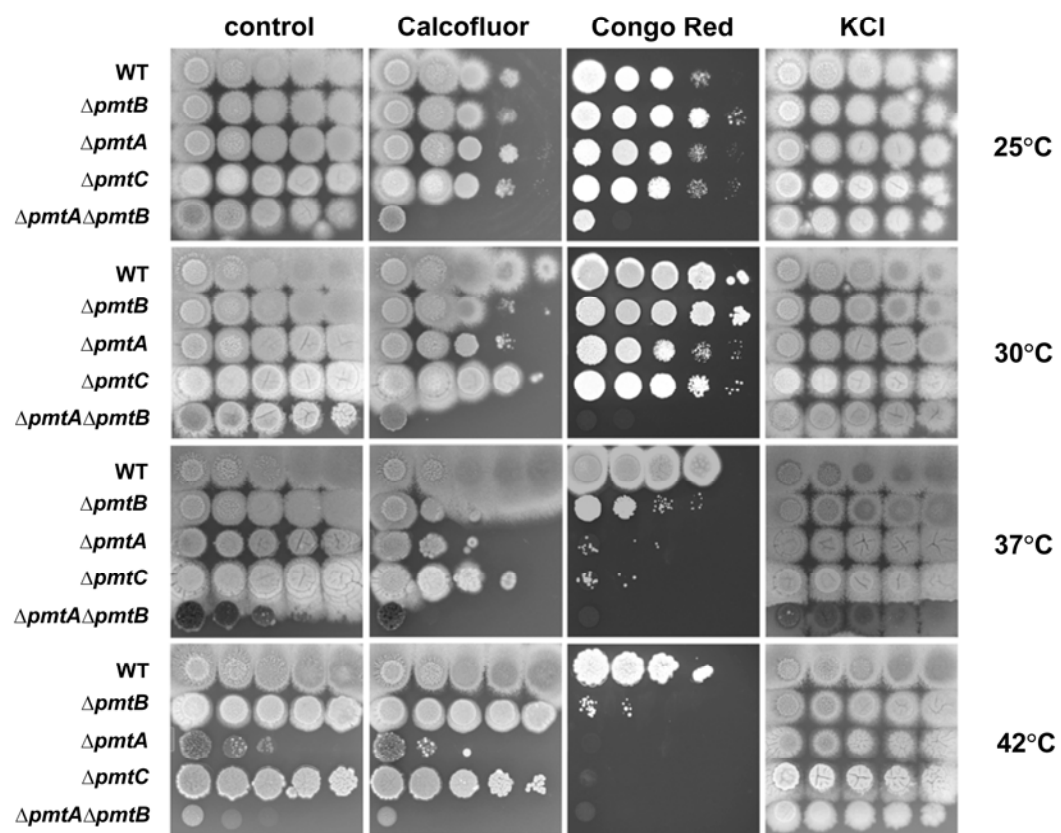 control Calcofluor Congo Red KCl
WT
ΔpmtB
ΔpmtA
ΔpmtC
ΔpmtAΔpmtB
25°C
WT
ΔpmtB
ΔpmtA
ΔpmtC
ΔpmtAΔpmtB
30°C
WT
ΔpmtB
ΔpmtA
ΔpmtC
ΔpmtAΔpmtB
37°C
WT
ΔpmtB
ΔpmtA
ΔpmtC
ΔpmtAΔpmtB
42°C